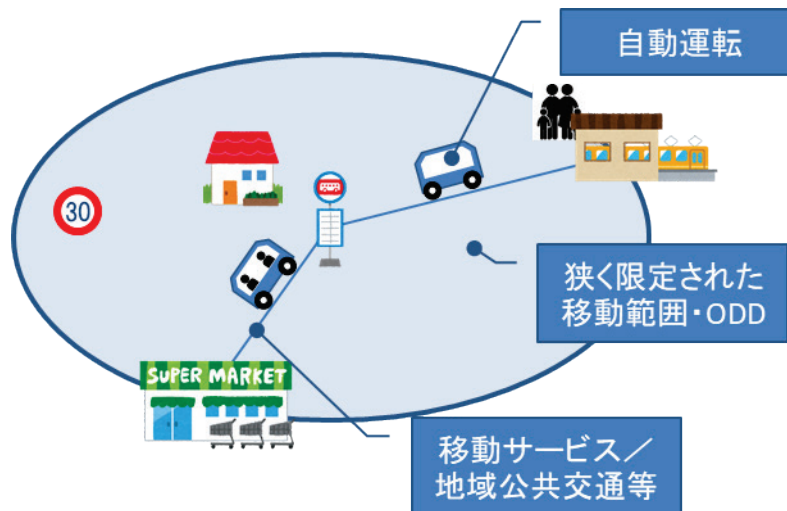 自動運転
30
狭く限定された
移動範囲・ODD
SUPER MARKET
移動サービス／
地域公共交通等